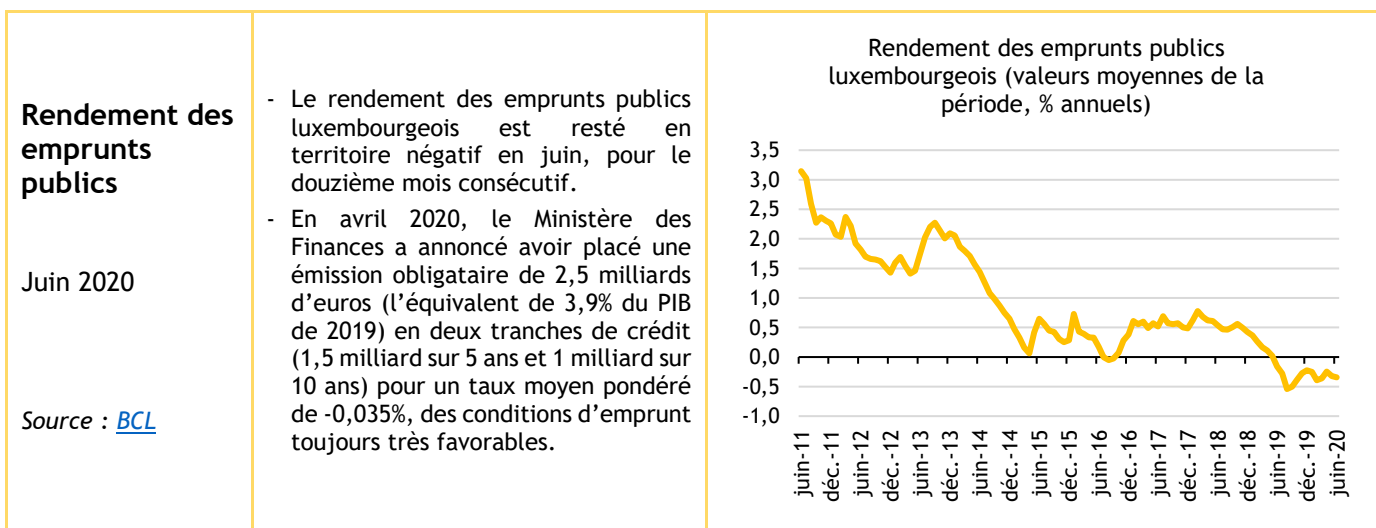 Rendement des
emprunts
publics
Juin 2020
Source : BCL
- Le rendement des emprunts publics
luxembourgeois est resté en
territoire négatif en juin, pour le
douzième mois consécutif.
- En avril 2020, le Ministère des
Finances a annoncé avoir placé une
émission obligataire de 2,5 milliards
d’euros (l’équivalent de 3,9% du PIB
de 2019) en deux tranches de crédit
(1,5 milliard sur 5 ans et 1 milliard sur
10 ans) pour un taux moyen pondéré
de -0,035%, des conditions d’emprunt
toujours très favorables.
Rendement des emprunts publics
luxembourgeois (valeurs moyennes de la
période, % annuels)
3,5
3,0
2,5
2,0
1,5
1,0
0,5
0,0
-0,5
-1,0
juin-11
déc.-11
juin-12
déc.-12
juin-13
déc.-13
juin-14
déc.-14
juin-15
déc.-15
juin-16
déc.-16
juin-17
déc.-17
juin-18
déc.-18
juin-19
déc.-19
juin-20